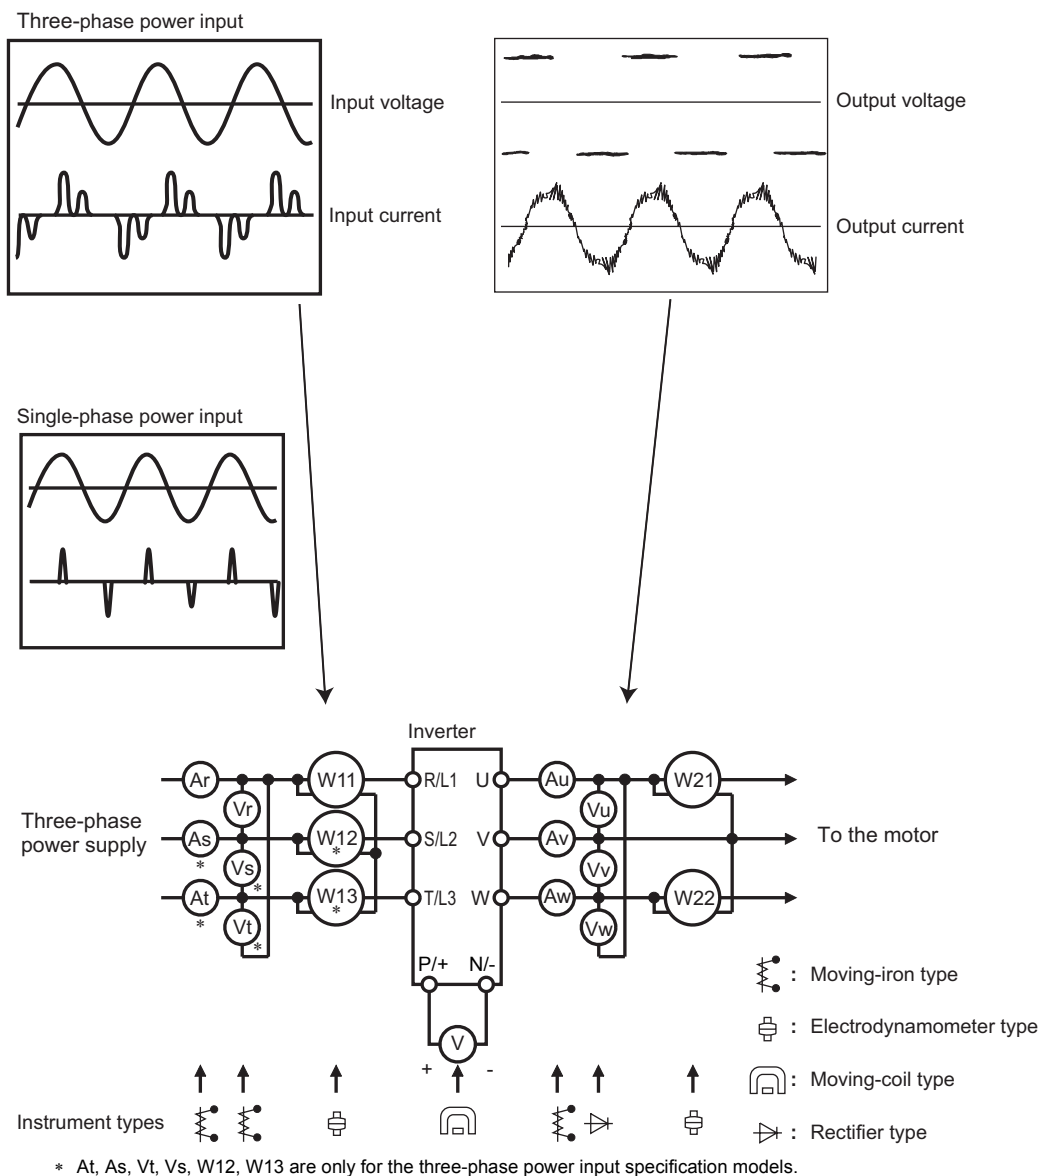 Three-phase power input
Input voltage
Input current
Output voltage
Output current
Single-phase power input
Inverter
Ar
Vr
W11
R/L1
U
Au
Vu
W21
Three-phase
power supply
As
*
Vs
*
W12
*
S/L2
V
Av
Vv
To the motor
At
*
Vt
*
W13
*
T/L3
W
Aw
Vw
W22
P/+
N/-
V
+
-
: Moving-iron type
: Electrodynamometer type
: Moving-coil type
: Rectifier type
Instrument types
* At, As, Vt, Vs, W12, W13 are only for the three-phase power input specification models.